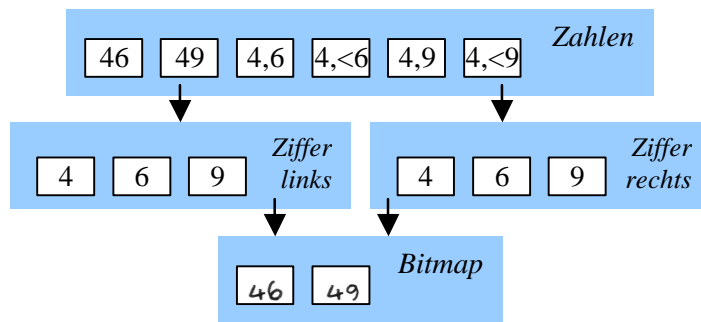 Zahlen
46 49 4,6 4,<6 4,9 4,<9
Ziffer
links
4 6 9
Ziffer
rechts
4 6 9
Bitmap
46 49